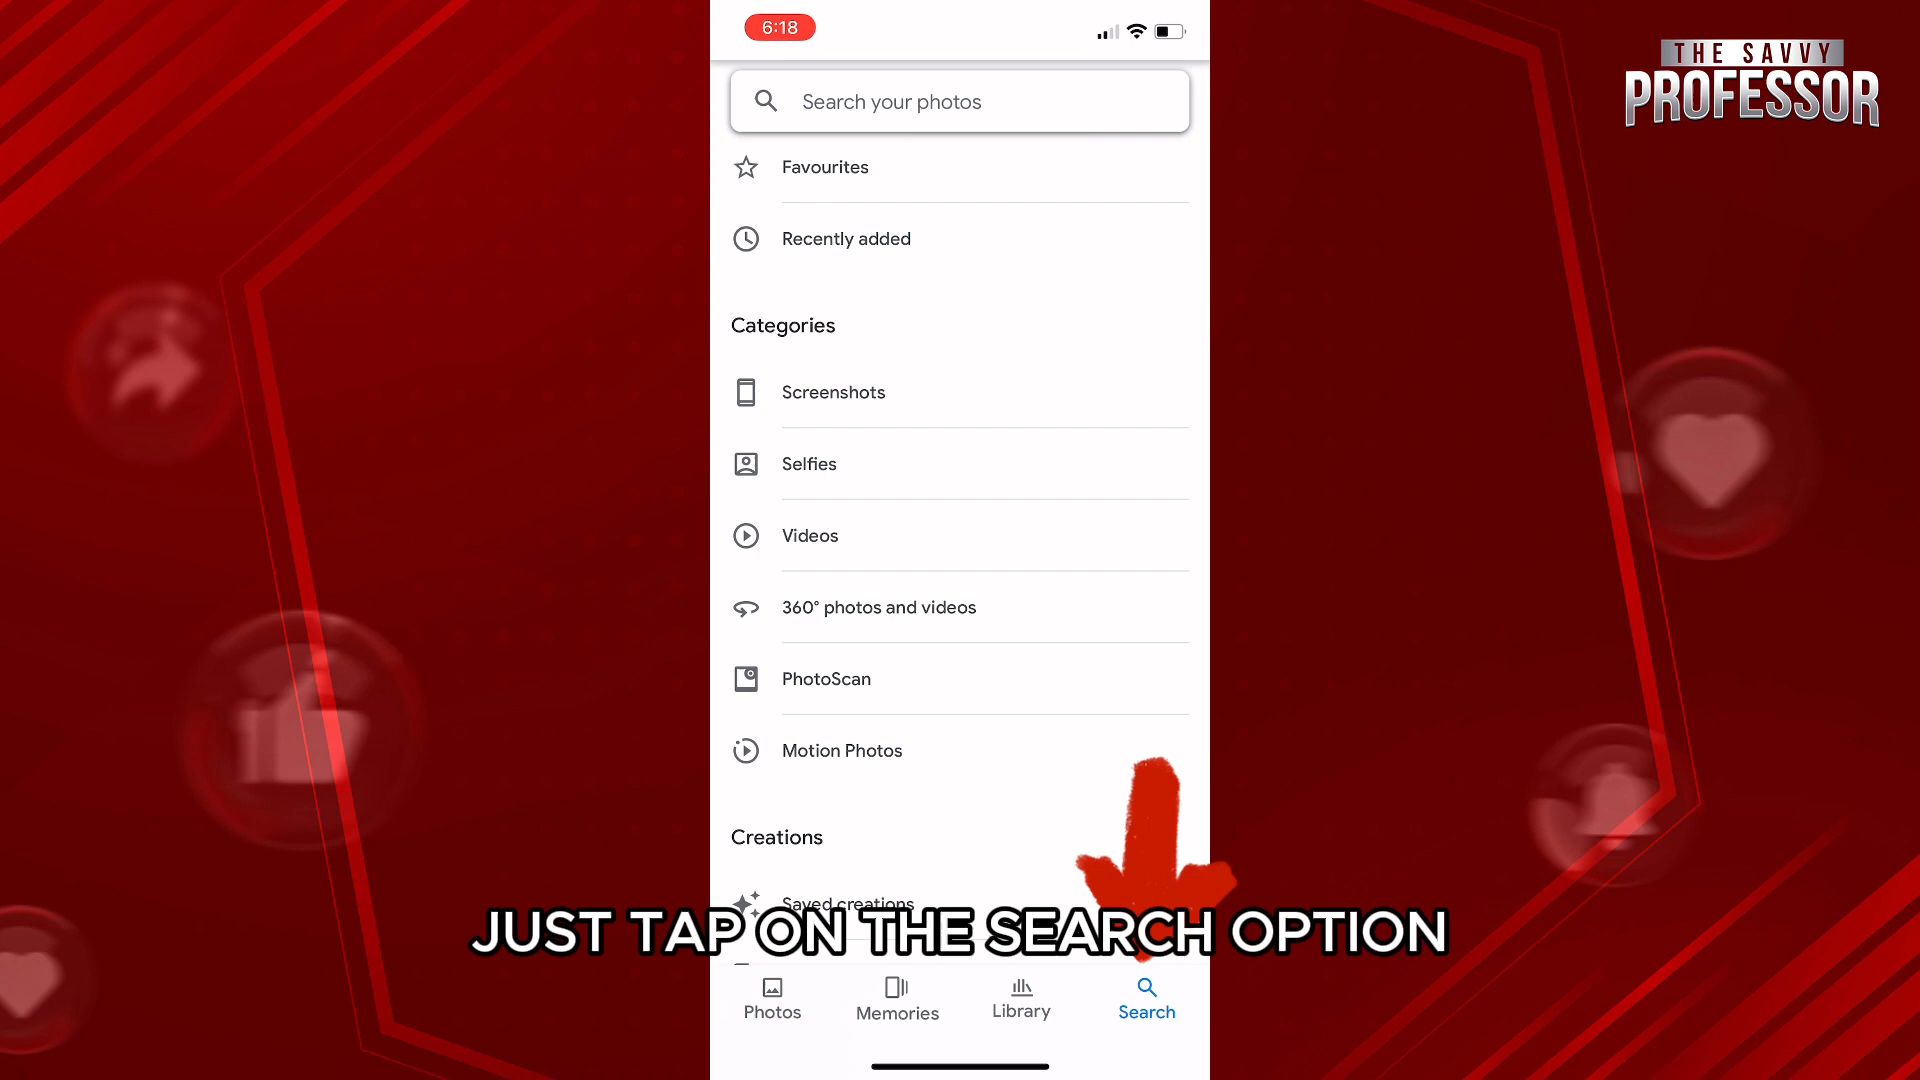 6:18
THE SAVVY
PROFESSOR
Search your photos
Favourites
Recently added
Categories
Screenshots
Selfies
Videos
360° photos and videos
PhotoScan
Motion Photos
Creations
Saved creations
JUST TAP ON THE SEARCH OPTION
Photos
Memories
Library
Search